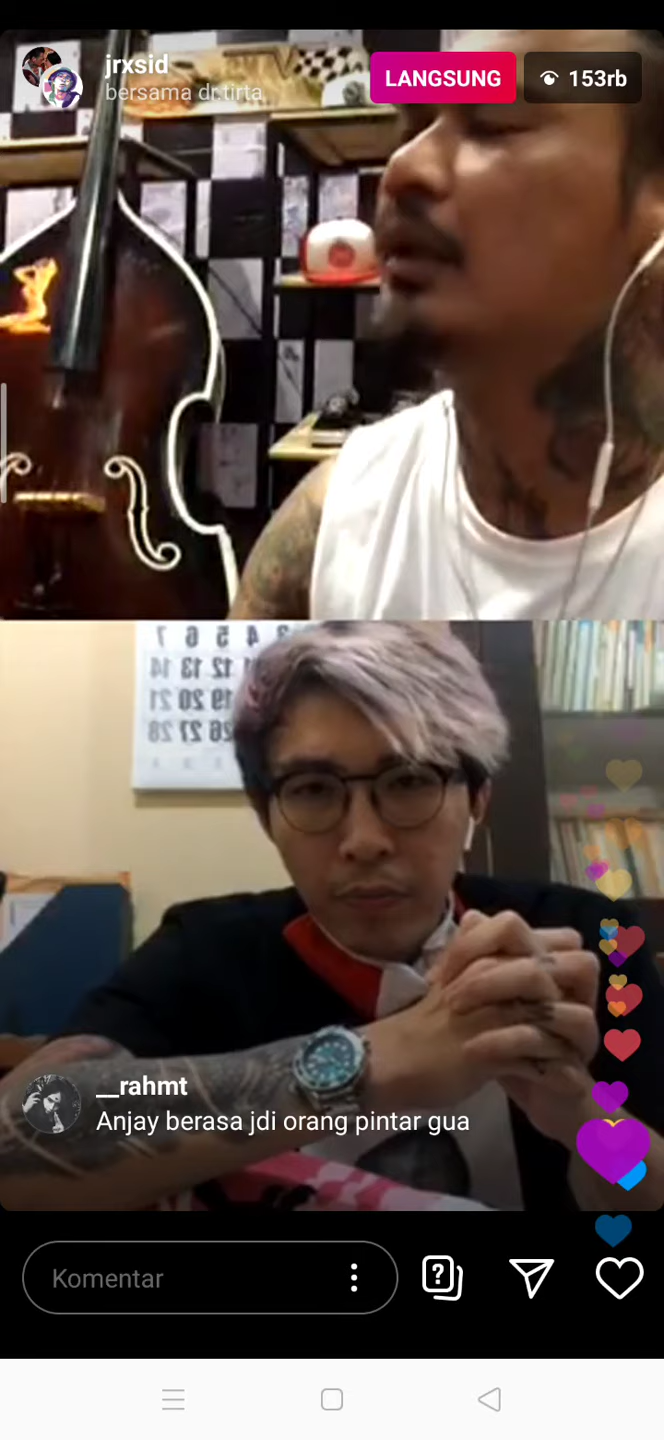 jrxsid
bersama dr.tirta
LANGSUNG
153rb
__rahmt
Anjay berasa jdi orang pintar gua
Komentar